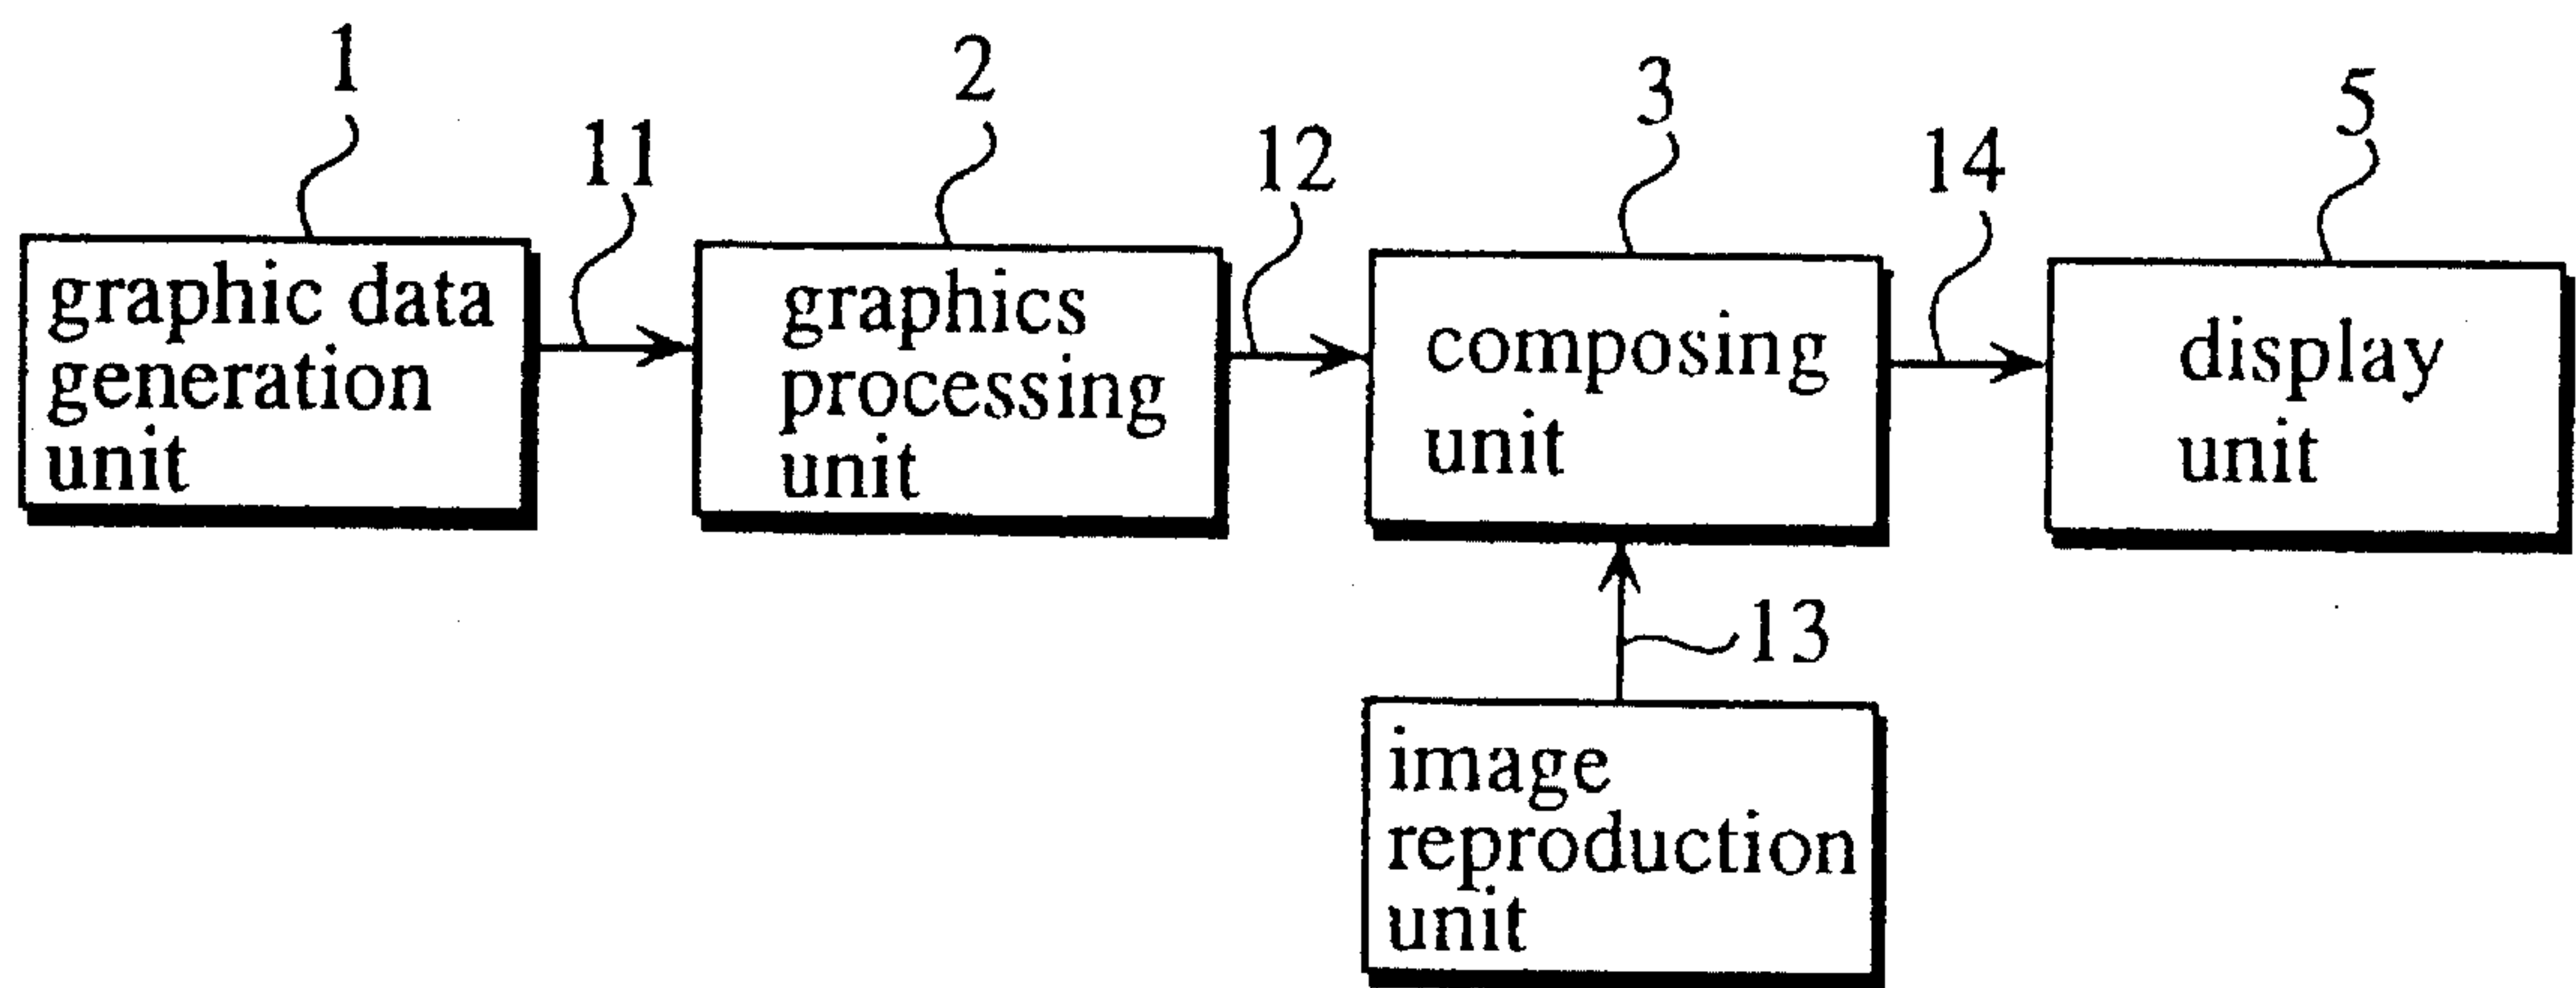 1
2
3
5
11
12
14
graphic data
generation
unit
graphics
processing
unit
composing
unit
display
unit
13
image
reproduction
unit